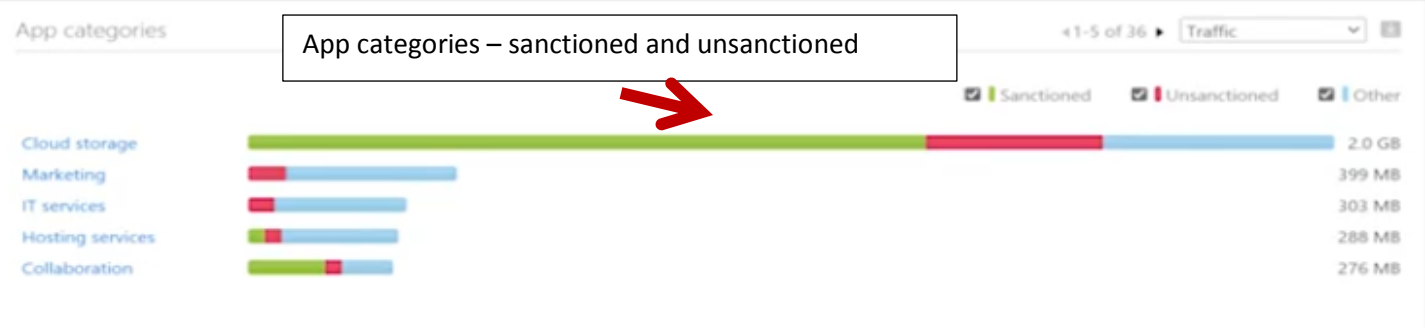 App categories
App categories – sanctioned and unsanctioned
1-5 of 36
Traffic
Sanctioned Unsanctioned Other
Cloud storage 2.0 GB
Marketing 399 MB
IT services 303 MB
Hosting services 288 MB
Collaboration 276 MB